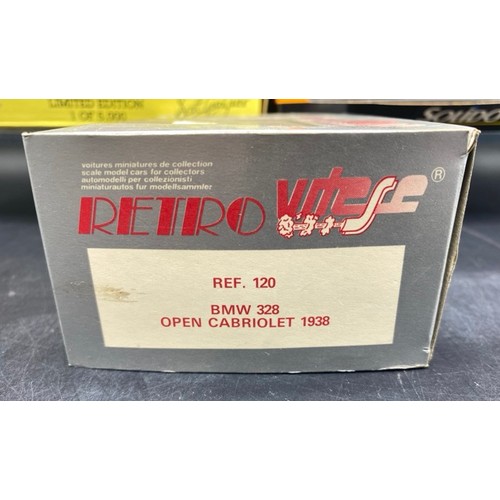 LIMITED EDITION
1 OF 5.000
SOLIDO
voitures miniatures de collection
scale model cars for collectors
automodelli per collezionisti
miniaturautos fur modellsammler
RETRO Vitesse ®
REF. 120
BMW 328
OPEN CABRIOLET 1938